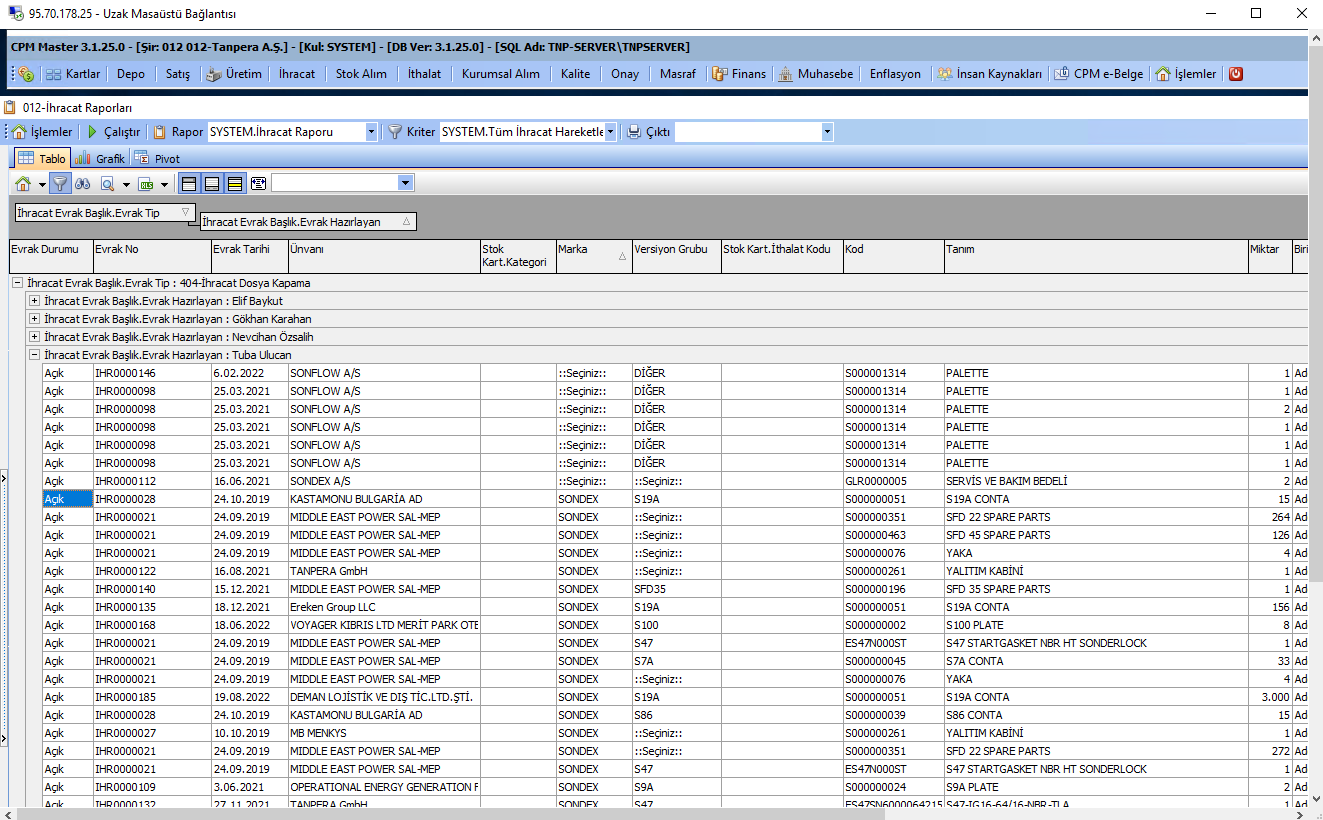 95.70.178.25 - Uzak Masaüstü Bağlantısı
CPM Master 3.1.25.0 - [Şir: 012 012-Tanpera A.Ş.] - [Kul: SYSTEM] - [DB Ver: 3.1.25.0] - [SQL Adı: TNP-SERVER\TNPSERVER]
Kartlar Depo Satış Üretim İhracat Stok Alım İthalat Kurumsal Alım Kalite Onay Masraf Finans Muhasebe Enflasyon İnsan Kaynakları CPM e-Belge İşlemler
012-İhracat Raporları
İşlemler Çalıştır Rapor SYSTEM.İhracat Raporu Kriter SYSTEM.Tüm İhracat Hareketle Çıktı
Tablo Grafik Pivot
XLS
İhracat Evrak Başlık.Evrak Tip
İhracat Evrak Başlık.Evrak Hazırlayan
Evrak Durumu Evrak No Evrak Tarihi Ünvanı Stok Kart.Kategori Marka Versiyon Grubu Stok Kart.İthalat Kodu Kod Tanım Miktar Biri
İhracat Evrak Başlık.Evrak Tip : 404-İhracat Dosya Kapama
İhracat Evrak Başlık.Evrak Hazırlayan : Elif Baykut
İhracat Evrak Başlık.Evrak Hazırlayan : Gökhan Karahan
İhracat Evrak Başlık.Evrak Hazırlayan : Nevcihan Özsalih
İhracat Evrak Başlık.Evrak Hazırlayan : Tuba Ulucan
Açık IHR0000146 6.02.2022 SONFLOW A/S ::Seçiniz:: DİĞER S000001314 PALETTE 1 Ad
Açık IHR0000098 25.03.2021 SONFLOW A/S ::Seçiniz:: DİĞER S000001314 PALETTE 1 Ad
Açık IHR0000098 25.03.2021 SONFLOW A/S ::Seçiniz:: DİĞER S000001314 PALETTE 2 Ad
Açık IHR0000098 25.03.2021 SONFLOW A/S ::Seçiniz:: DİĞER S000001314 PALETTE 1 Ad
Açık IHR0000098 25.03.2021 SONFLOW A/S ::Seçiniz:: DİĞER S000001314 PALETTE 1 Ad
Açık IHR0000098 25.03.2021 SONFLOW A/S ::Seçiniz:: DİĞER S000001314 PALETTE 1 Ad
Açık IHR0000112 16.06.2021 SONDEX A/S ::Seçiniz:: ::Seçiniz:: GLR0000005 SERVİS VE BAKIM BEDELİ 2 Ad
Açık IHR0000028 24.10.2019 KASTAMONU BULGARİA AD SONDEX S19A S000000051 S19A CONTA 15 Ad
Açık IHR0000021 24.09.2019 MIDDLE EAST POWER SAL-MEP SONDEX ::Seçiniz:: S000000351 SFD 22 SPARE PARTS 264 Ad
Açık IHR0000021 24.09.2019 MIDDLE EAST POWER SAL-MEP SONDEX ::Seçiniz:: S000000463 SFD 45 SPARE PARTS 126 Ad
Açık IHR0000021 24.09.2019 MIDDLE EAST POWER SAL-MEP SONDEX ::Seçiniz:: S000000076 YAKA 4 Ad
Açık IHR0000122 16.08.2021 TANPERA GmbH SONDEX ::Seçiniz:: S000000261 YALITIM KABİNİ 1 Ad
Açık IHR0000140 15.12.2021 MIDDLE EAST POWER SAL-MEP SONDEX SFD35 S000000196 SFD 35 SPARE PARTS 1 Ad
Açık IHR0000135 18.12.2021 Ereken Group LLC SONDEX S19A S000000051 S19A CONTA 156 Ad
Açık IHR0000168 18.06.2022 VOYAGER KIBRIS LTD MERİT PARK OTE SONDEX S100 S000000002 S100 PLATE 8 Ad
Açık IHR0000021 24.09.2019 MIDDLE EAST POWER SAL-MEP SONDEX S47 ES47N000ST S47 STARTGASKET NBR HT SONDERLOCK 1 Ad
Açık IHR0000021 24.09.2019 MIDDLE EAST POWER SAL-MEP SONDEX S7A S000000045 S7A CONTA 33 Ad
Açık IHR0000021 24.09.2019 MIDDLE EAST POWER SAL-MEP SONDEX ::Seçiniz:: S000000076 YAKA 4 Ad
Açık IHR0000185 19.08.2022 DEMAN LOJİSTİK VE DIŞ TİC.LTD.ŞTİ. SONDEX S19A S000000051 S19A CONTA 3.000 Ad
Açık IHR0000028 24.10.2019 KASTAMONU BULGARİA AD SONDEX S86 S000000039 S86 CONTA 15 Ad
Açık IHR0000027 10.10.2019 MB MENKYS SONDEX ::Seçiniz:: S000000261 YALITIM KABİNİ 1 Ad
Açık IHR0000021 24.09.2019 MIDDLE EAST POWER SAL-MEP SONDEX ::Seçiniz:: S000000351 SFD 22 SPARE PARTS 272 Ad
Açık IHR0000021 24.09.2019 MIDDLE EAST POWER SAL-MEP SONDEX S47 ES47N000ST S47 STARTGASKET NBR HT SONDERLOCK 1 Ad
Açık IHR0000109 3.06.2021 OPERATIONAL ENERGY GENERATION F SONDEX S9A S000000024 S9A PLATE 2 Ad
Açık IHR0000132 27.11.2021 TANPERA GmbH SONDEX S47 ES47SN6000064215 S47-IG16-64/16-NBR-TLA 1 Ad